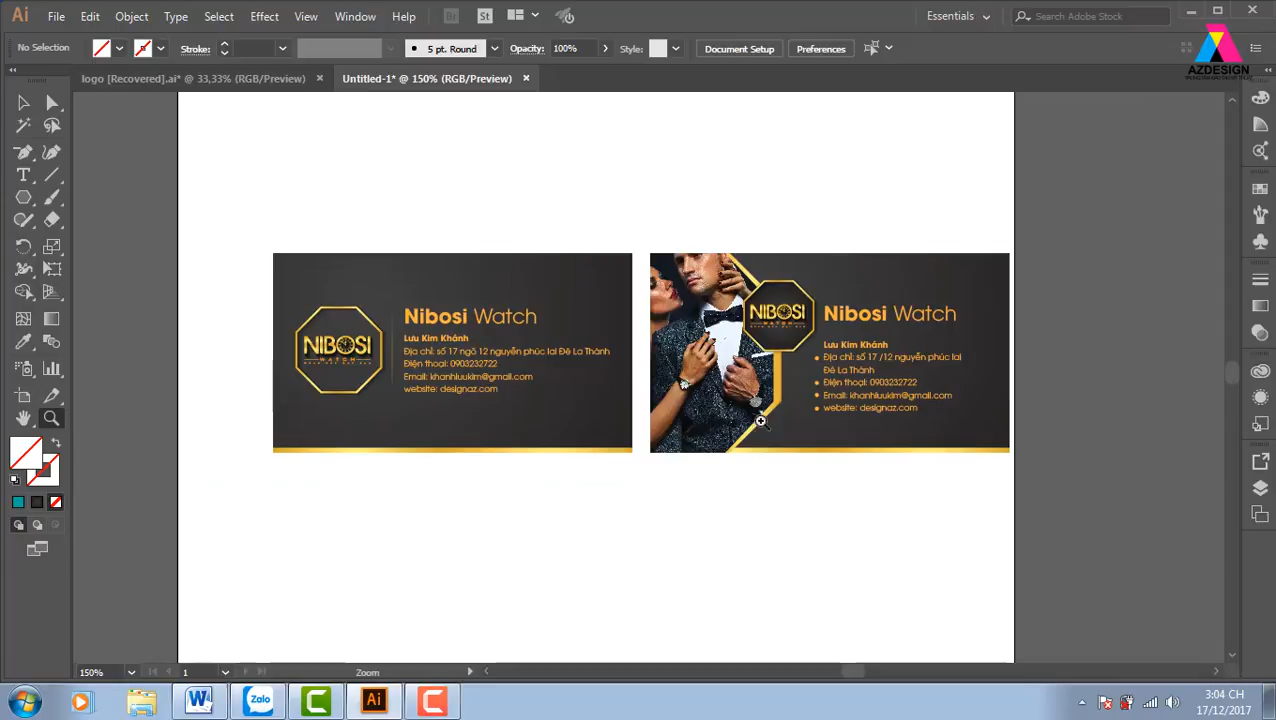 Ai File Edit Object Type Select Effect View Window Help Br St Essentials Search Adobe Stock
No Selection Stroke: 5 pt. Round Opacity: 100% Style: Document Setup Preferences
AZDESIGN
logo [Recovered].ai* @ 33,33% (RGB/Preview) × Untitled-1* @ 150% (RGB/Preview) ×
NIBOSI
WATCH
Nibosi Watch
Lưu Kim Khánh
Địa chỉ: số 17 ngõ 12 nguyễn phúc lai Đê La Thành
Điện thoại: 0903232722
Email: khanhluukim@gmail.com
website: designaz.com
NIBOSI
WATCH
Nibosi Watch
Lưu Kim Khánh
Địa chỉ: số 17 /12 nguyễn phúc lai
Đê La Thành
Điện thoại: 0903232722
Email: khanhluukim@gmail.com
website: designaz.com
150% 1 Zoom
W Zalo C Ai C
3:04 CH
17/12/2017